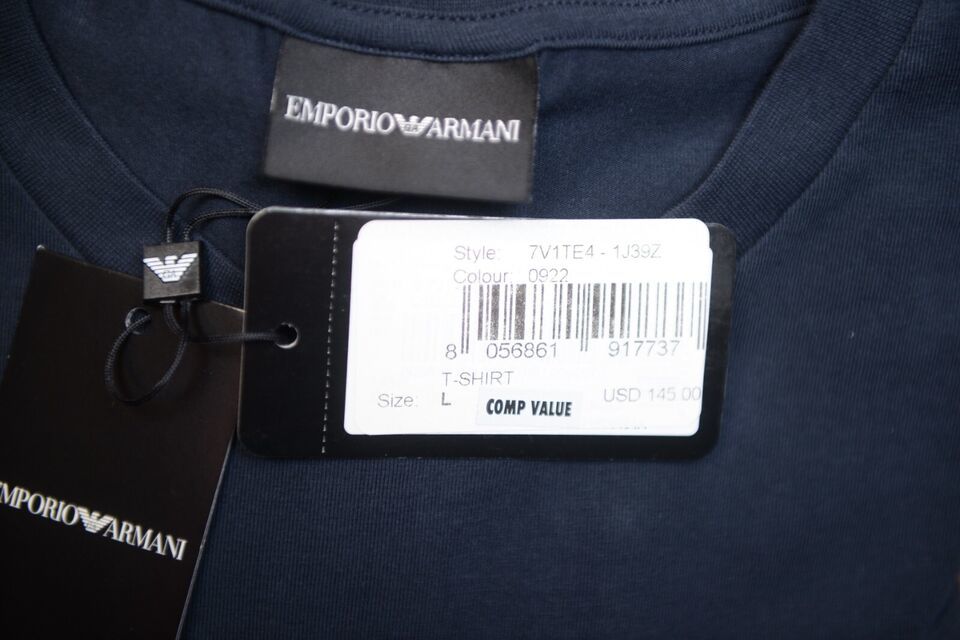 EMPORIO ARMANI
Style: 7V1TE4 - 1J39Z
Colour: 0922
8 056861 917737
T-SHIRT
Size: L
COMP VALUE
USD 145.00
EMPORIO ARMANI